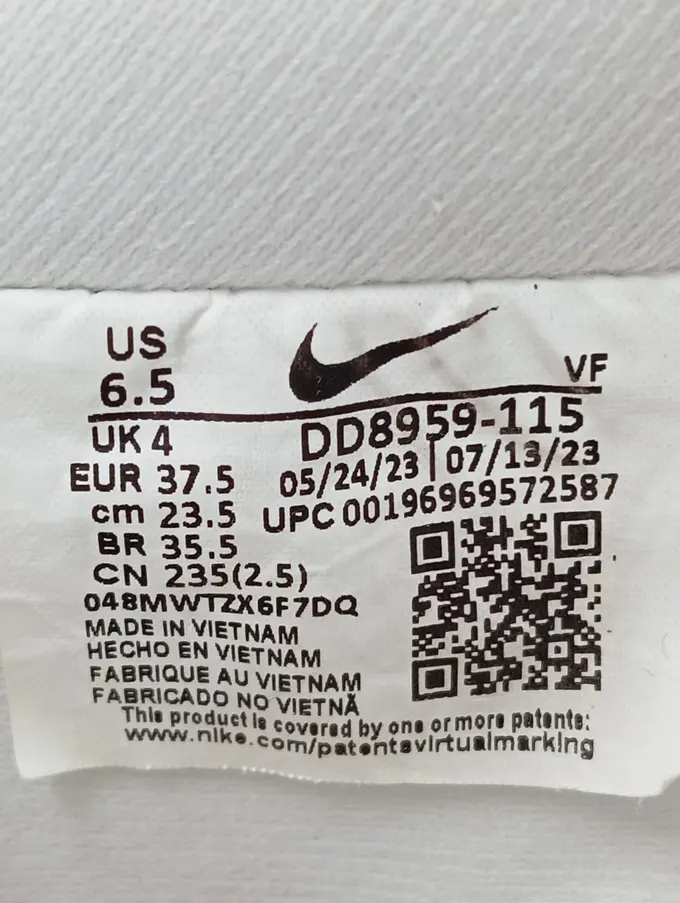 US
6.5
VF
UK 4
DD8959-115
EUR 37.5
05/24/23 | 07/13/23
cm 23.5
UPC 00196969572587
BR 35.5
CN 235(2.5)
048MWTZX6F7DQ
MADE IN VIETNAM
HECHO EN VIETNAM
FABRIQUE AU VIETNAM
FABRICADO NO VIETNÃ
This product is covered by one or more patents:
www.nike.com/patentsvirtualmarking